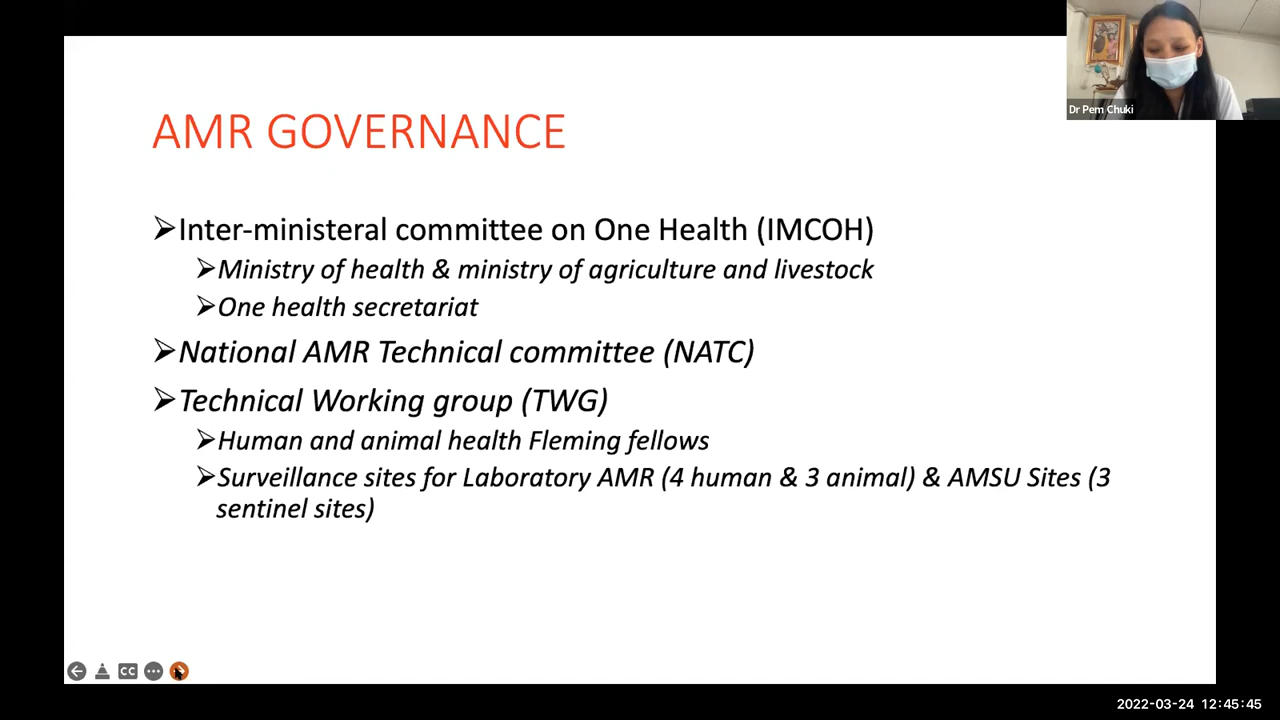 Dr Pem Chuki
AMR GOVERNANCE
➢Inter-ministeral committee on One Health (IMCOH)
➢Ministry of health & ministry of agriculture and livestock
➢One health secretariat
➢National AMR Technical committee (NATC)
➢Technical Working group (TWG)
➢Human and animal health Fleming fellows
➢Surveillance sites for Laboratory AMR (4 human & 3 animal) & AMSU Sites (3
sentinel sites)
CC
2022-03-24 12:45:45